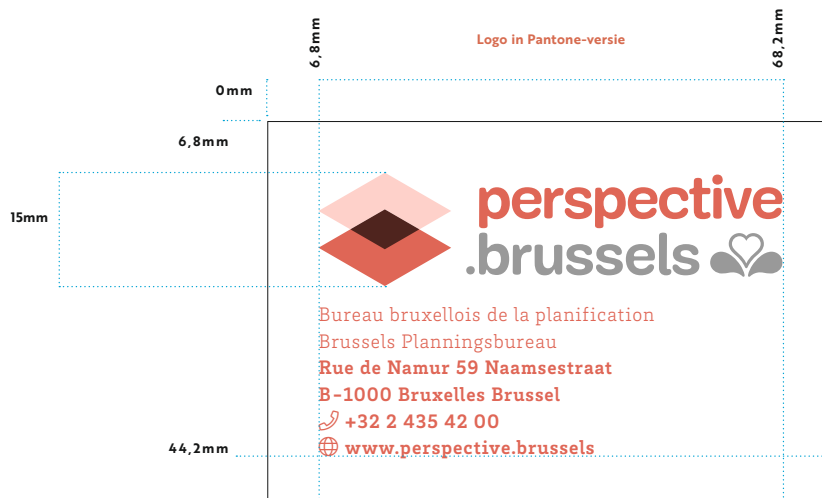 Logo in Pantone-versie
6,8mm
68,2mm
0mm
6,8mm
15mm
perspective
.brussels
Bureau bruxellois de la planification
Brussels Planningsbureau
Rue de Namur 59 Naamsestraat
B-1000 Bruxelles Brussel
+32 2 435 42 00
www.perspective.brussels
44,2mm